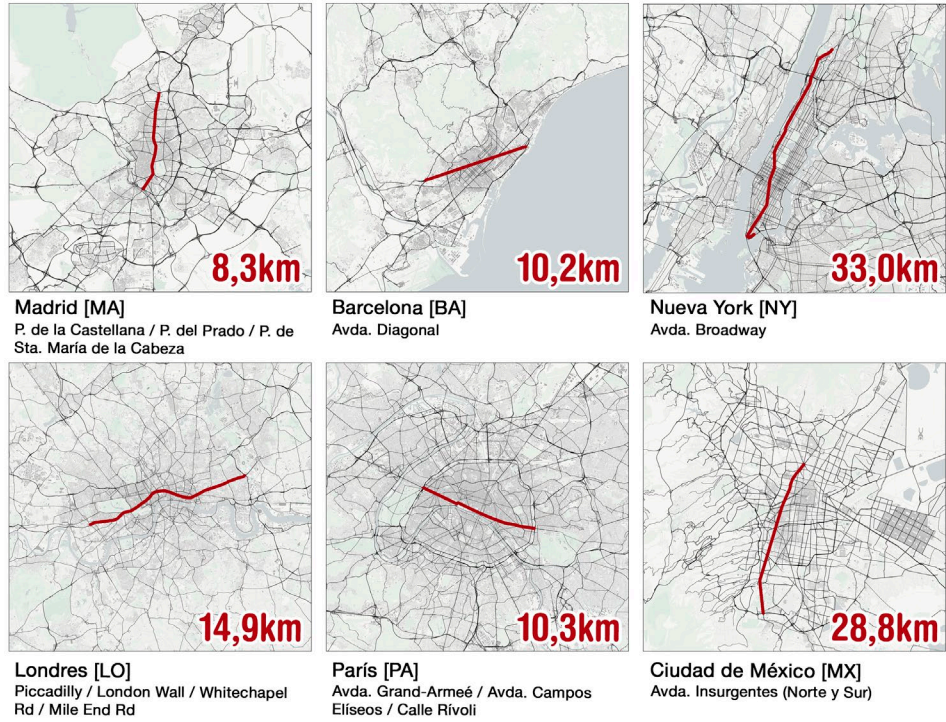 8,3km
Madrid [MA]
P. de la Castellana / P. del Prado / P. de
Sta. María de la Cabeza
10,2km
Barcelona [BA]
Avda. Diagonal
33,0km
Nueva York [NY]
Avda. Broadway
14,9km
Londres [LO]
Piccadilly / London Wall / Whitechapel
Rd / Mile End Rd
10,3km
París [PA]
Avda. Grand-Armeé / Avda. Campos
Elíseos / Calle Rívoli
28,8km
Ciudad de México [MX]
Avda. Insurgentes (Norte y Sur)